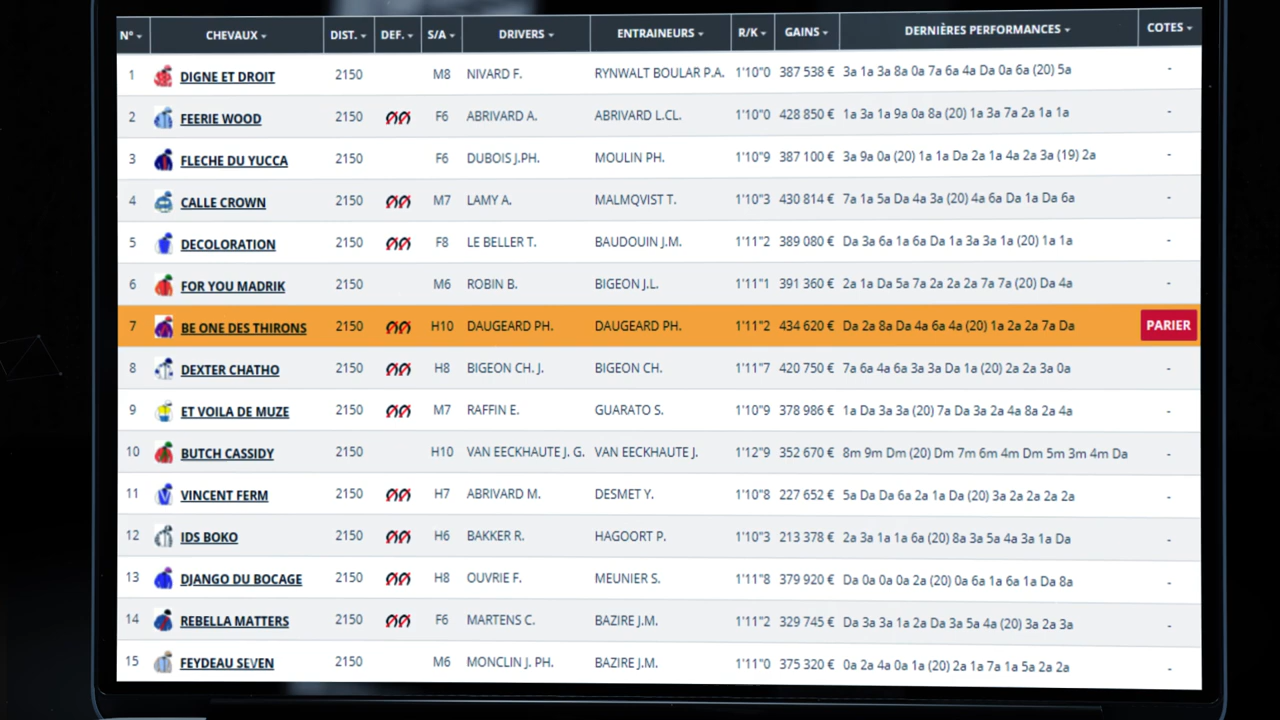 N° CHEVAUX DIST. DEF. S/A DRIVERS ENTRAINEURS R/K GAINS DERNIÈRES PERFORMANCES COTES
1 DIGNE ET DROIT 2150 M8 NIVARD F. RYNWALT BOULAR P.A. 1'10"0 387 538 € 3a 1a 3a 8a 0a 7a 6a 4a Da 0a 6a (20) 5a -
2 FEERIE WOOD 2150 F6 ABRIVARD A. ABRIVARD L.CL. 1'10"0 428 850 € 1a 3a 1a 9a 0a 8a (20) 1a 3a 7a 2a 1a 1a -
3 FLECHE DU YUCCA 2150 F6 DUBOIS J.PH. MOULIN PH. 1'10"9 387 100 € 3a 9a 0a (20) 1a 1a Da 2a 1a 4a 2a 3a (19) 2a -
4 CALLE CROWN 2150 M7 LAMY A. MALMQVIST T. 1'10"3 430 814 € 7a 1a 5a Da 4a 3a (20) 4a 6a Da 1a Da 6a -
5 DECOLORATION 2150 F8 LE BELLER T. BAUDOUIN J.M. 1'11"2 389 080 € Da 3a 6a 1a 6a Da 1a 3a 3a 1a (20) 1a 1a -
6 FOR YOU MADRIK 2150 M6 ROBIN B. BIGEON J.L. 1'11"1 391 360 € 2a 1a Da 5a 7a 2a 2a 2a 7a 7a (20) Da 4a -
7 BE ONE DES THIRONS 2150 H10 DAUGEARD PH. DAUGEARD PH. 1'11"2 434 620 € Da 2a 8a Da 4a 6a 4a (20) 1a 2a 2a 7a Da PARIER
8 DEXTER CHATHO 2150 H8 BIGEON CH. J. BIGEON CH. 1'11"7 420 750 € 7a 6a 4a 6a 3a 3a Da 1a (20) 2a 2a 3a 0a -
9 ET VOILA DE MUZE 2150 M7 RAFFIN E. GUARATO S. 1'10"9 378 986 € 1a Da 3a 3a (20) 7a Da 3a 2a 4a 8a 2a 4a -
10 BUTCH CASSIDY 2150 H10 VAN EECKHAUTE J. G. VAN EECKHAUTE J. 1'12"9 352 670 € 8m 9m Dm (20) Dm 7m 6m 4m Dm 5m 3m 4m Da -
11 VINCENT FERM 2150 H7 ABRIVARD M. DESMET Y. 1'10"8 227 652 € 5a Da Da 6a 2a 1a Da (20) 3a 2a 2a 2a 2a -
12 IDS BOKO 2150 H6 BAKKER R. HAGOORT P. 1'10"3 213 378 € 2a 3a 1a 1a 6a (20) 8a 3a 5a 4a 3a 1a Da -
13 DJANGO DU BOCAGE 2150 H8 OUVRIE F. MEUNIER S. 1'11"8 379 920 € Da 0a 0a 0a 2a (20) 0a 6a 1a 6a 1a Da 8a -
14 REBELLA MATTERS 2150 F6 MARTENS C. BAZIRE J.M. 1'11"2 329 745 € Da 3a 3a 1a 2a Da 3a 5a 4a (20) 3a 2a 3a -
15 FEYDEAU SEVEN 2150 M6 MONCLIN J. PH. BAZIRE J.M. 1'11"0 375 320 € 0a 2a 4a 0a 1a (20) 2a 1a 7a 1a 5a 2a 2a -